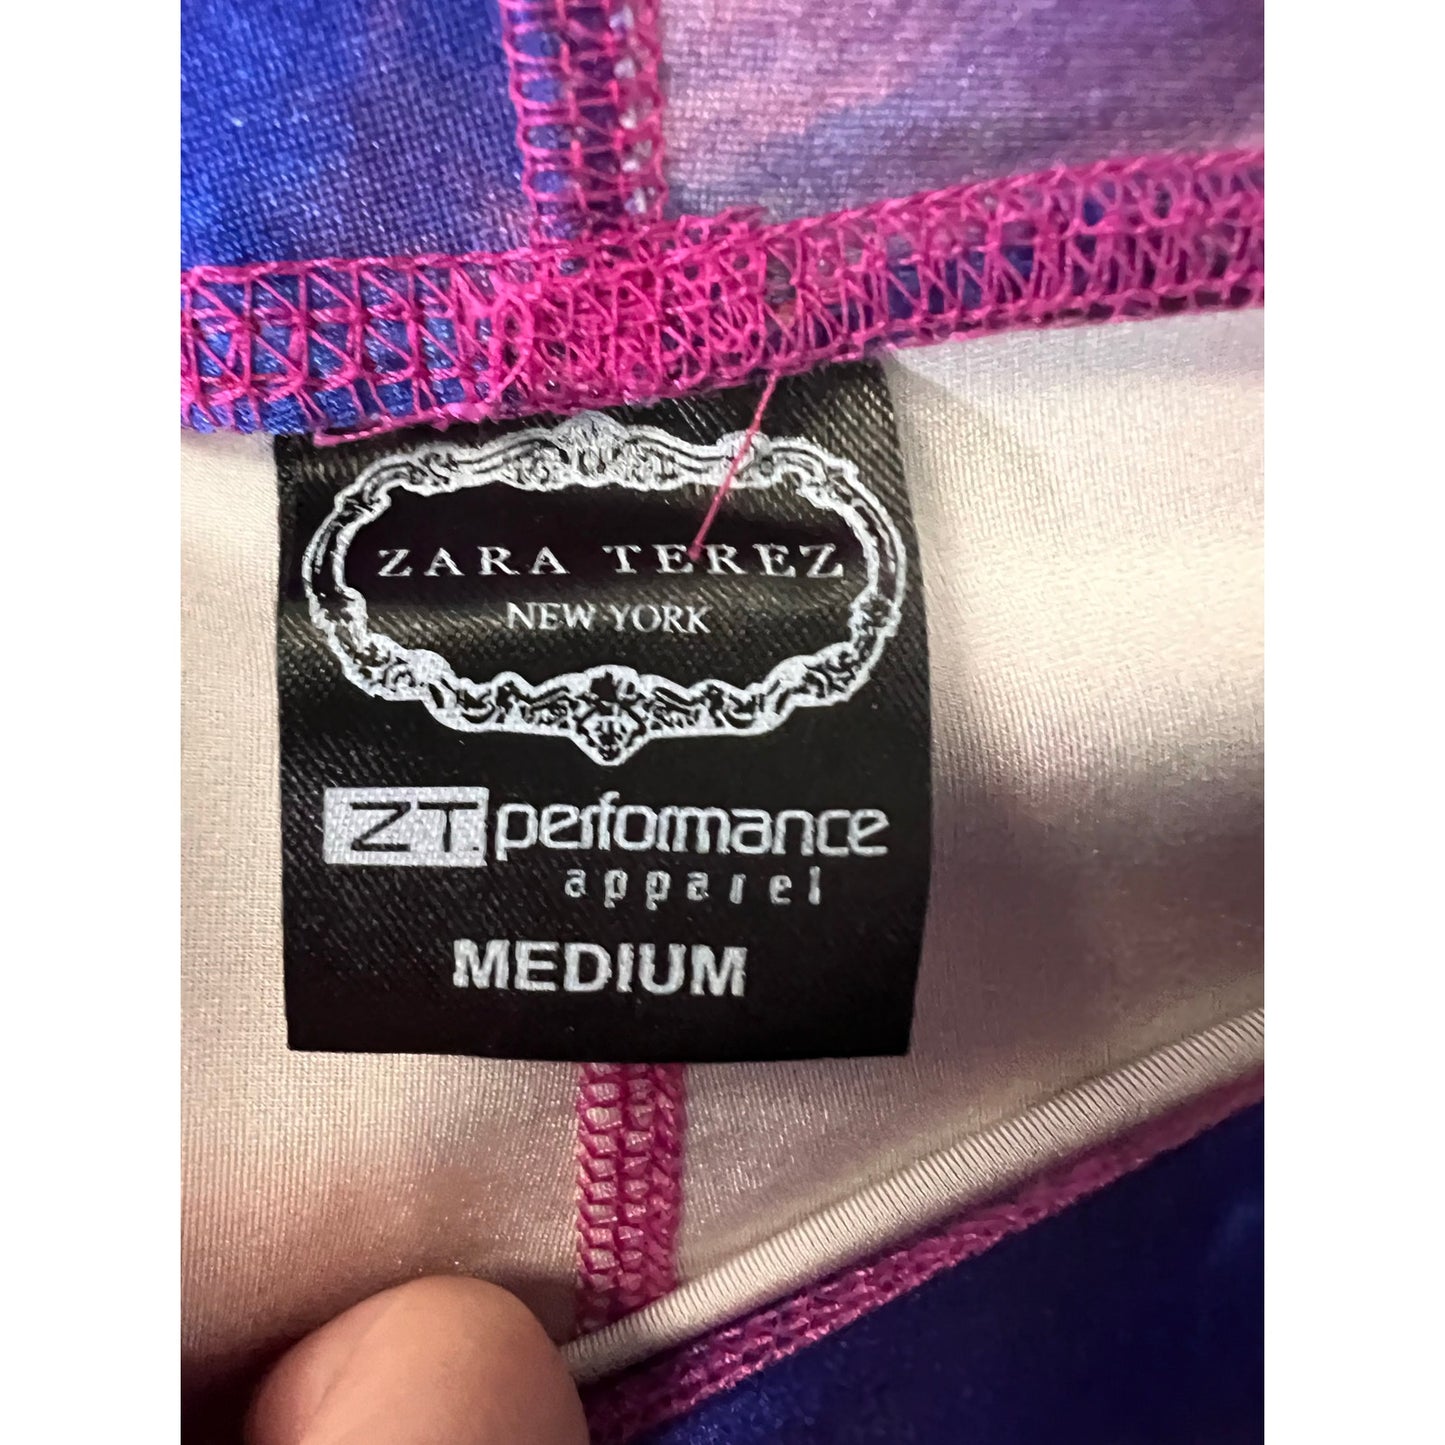 ZARA TEREZ
NEW YORK
ZT. performance
apparel
MEDIUM